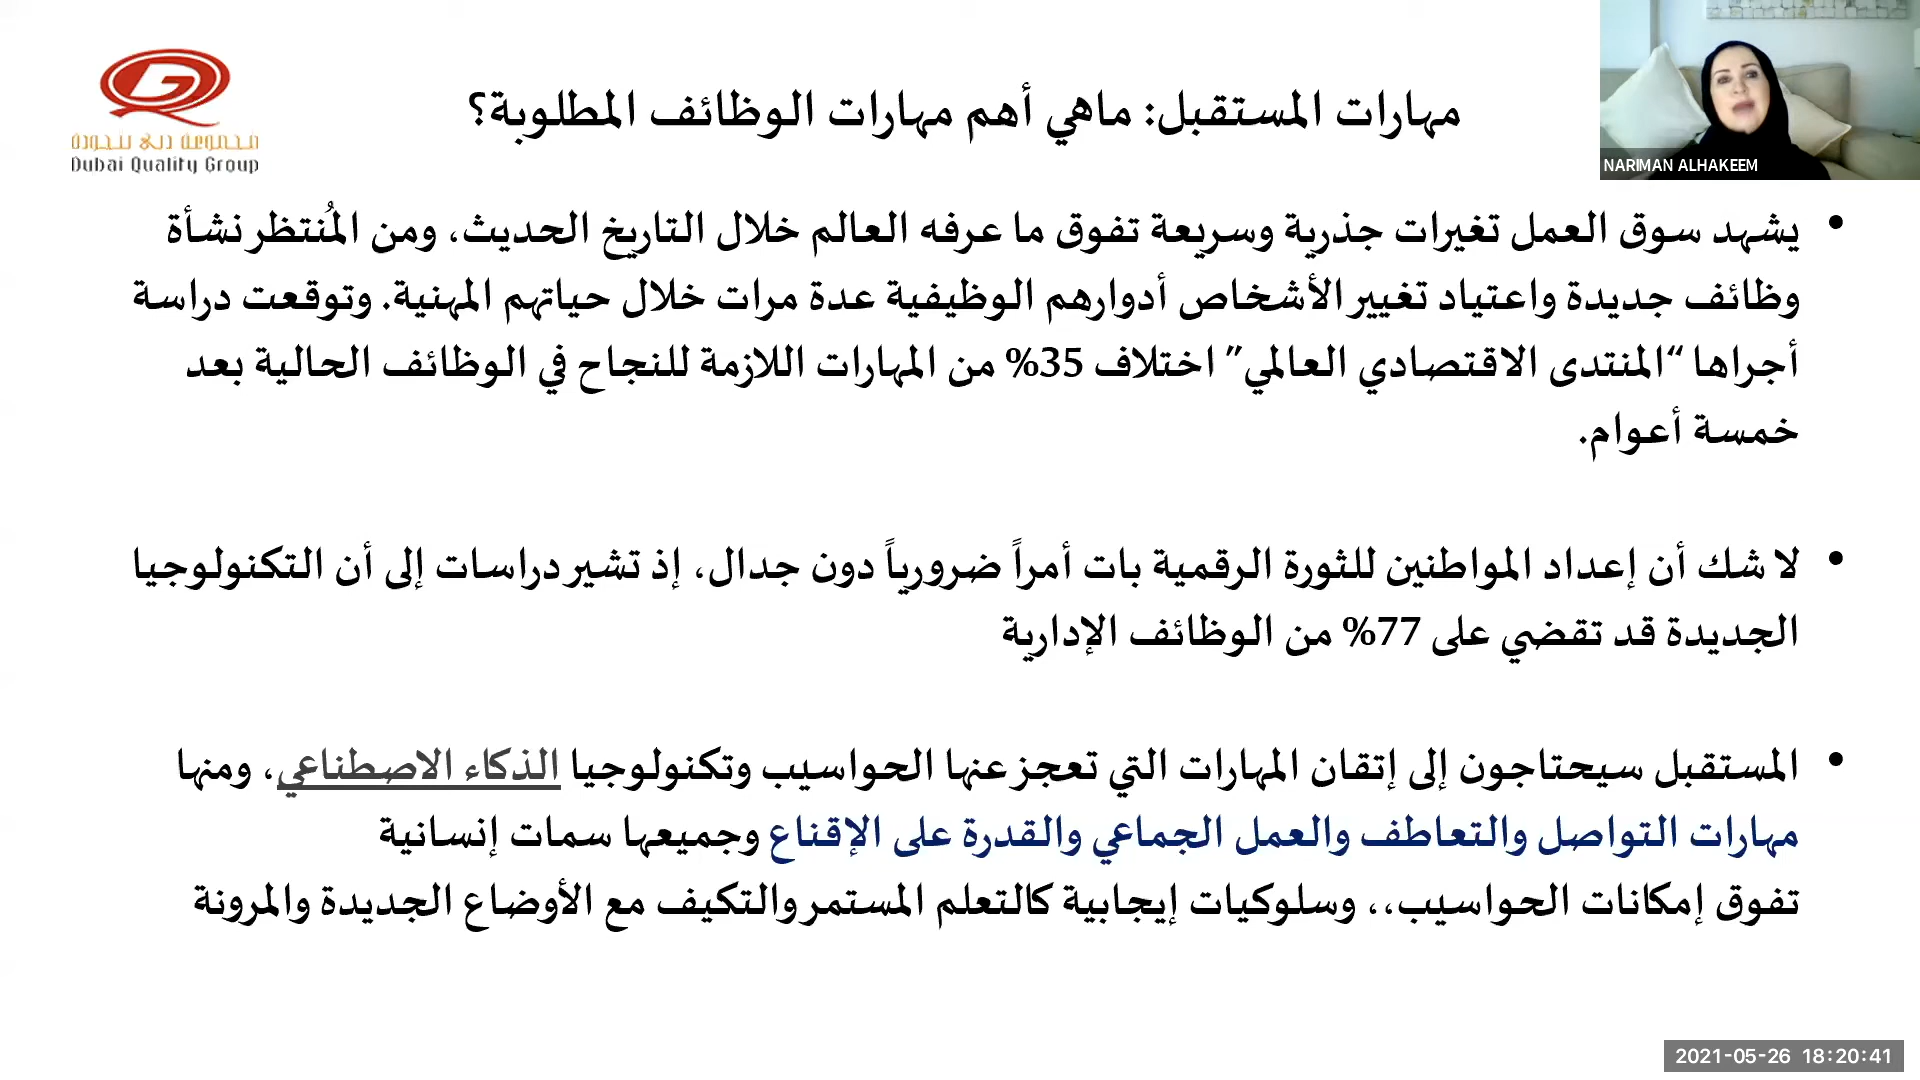 مجموعة دبي للجودة
Dubai Quality Group
مهارات المستقبل: ماهي أهم مهارات الوظائف المطلوبة؟
NARIMAN ALHAKEEM
• يشهد سوق العمل تغيرات جذرية وسريعة تفوق ما عرفه العالم خلال التاريخ الحديث، ومن المُنتظر نشأة
وظائف جديدة واعتياد تغيير الأشخاص أدوارهم الوظيفية عدة مرات خلال حياتهم المهنية. وتوقعت دراسة
أجراها “المنتدى الاقتصادي العالمي” اختلاف 35% من المهارات اللازمة للنجاح في الوظائف الحالية بعد
خمسة أعوام.
• لا شك أن إعداد المواطنين للثورة الرقمية بات أمراً ضرورياً دون جدال، إذ تشير دراسات إلى أن التكنولوجيا
الجديدة قد تقضي على 77% من الوظائف الإدارية
• المستقبل سيحتاجون إلى إتقان المهارات التي تعجز عنها الحواسيب وتكنولوجيا الذكاء الاصطناعي، ومنها
مهارات التواصل والتعاطف والعمل الجماعي والقدرة على الإقناع وجميعها سمات إنسانية
تفوق إمكانات الحواسيب،، وسلوكيات إيجابية كالتعلم المستمر والتكيف مع الأوضاع الجديدة والمرونة
2021-05-26 18:20:41